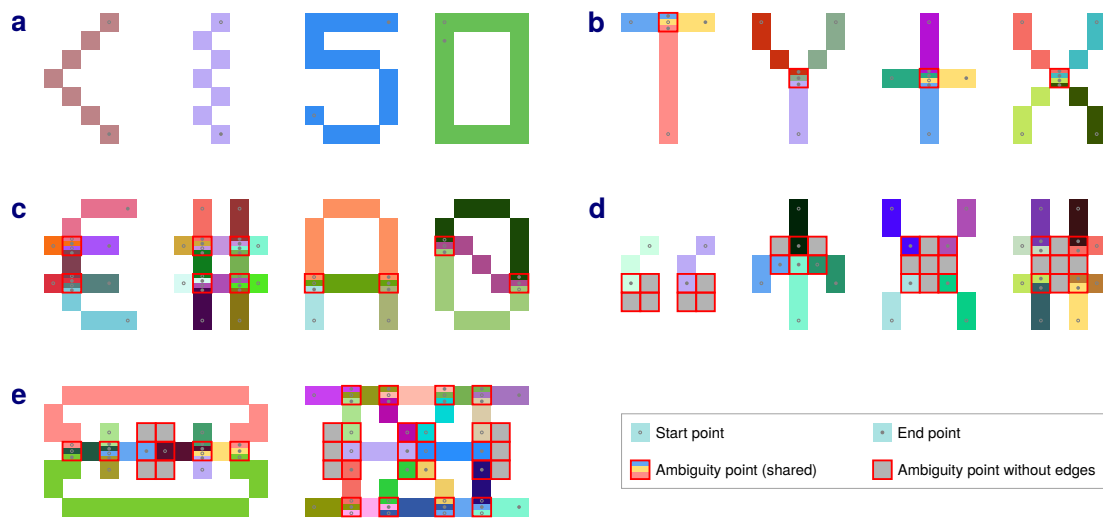 a
b
c
d
e
Start point
End point
Ambiguity point (shared)
Ambiguity point without edges